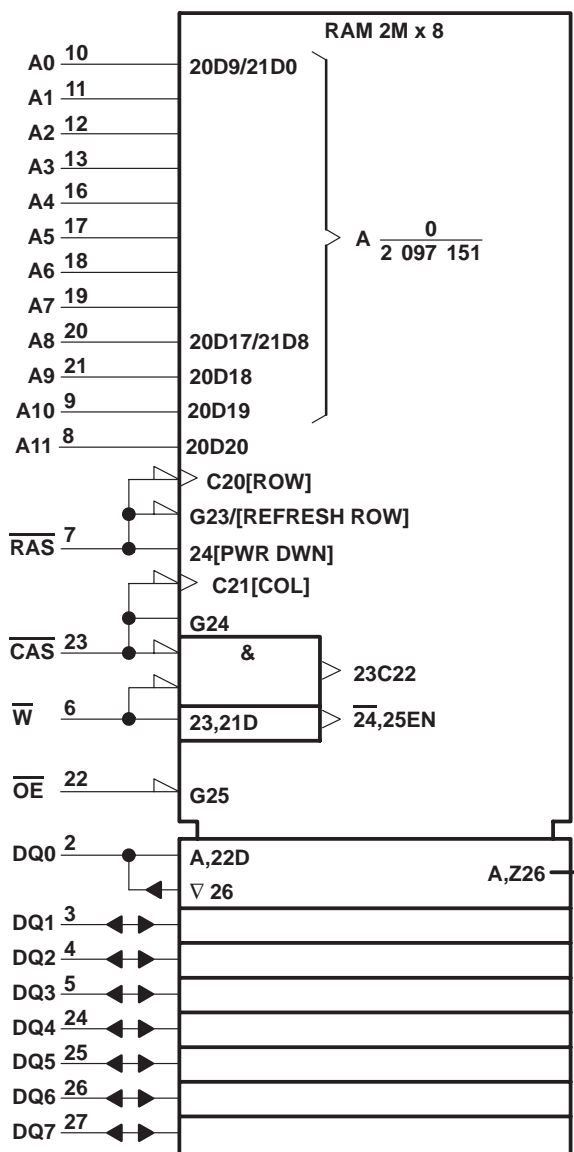 RAM 2M x 8
A0 10 20D9/21D0
A1 11
A2 12
A3 13
A4 16
A5 17
A 0
2 097 151
A6 18
A7 19
A8 20 20D17/21D8
A9 21 20D18
A10 9 20D19
A11 8 20D20
C20[ROW]
G23/[REFRESH ROW]
R̅A̅S̅ 7 24[PWR DWN]
C21[COL]
G24
C̅A̅S̅ 23 &
23C22
W̅ 6 23,21D 2̅4̅,25EN
O̅E̅ 22 G25
DQ0 2 A,22D
A,Z26
∇ 26
DQ1 3
DQ2 4
DQ3 5
DQ4 24
DQ5 25
DQ6 26
DQ7 27